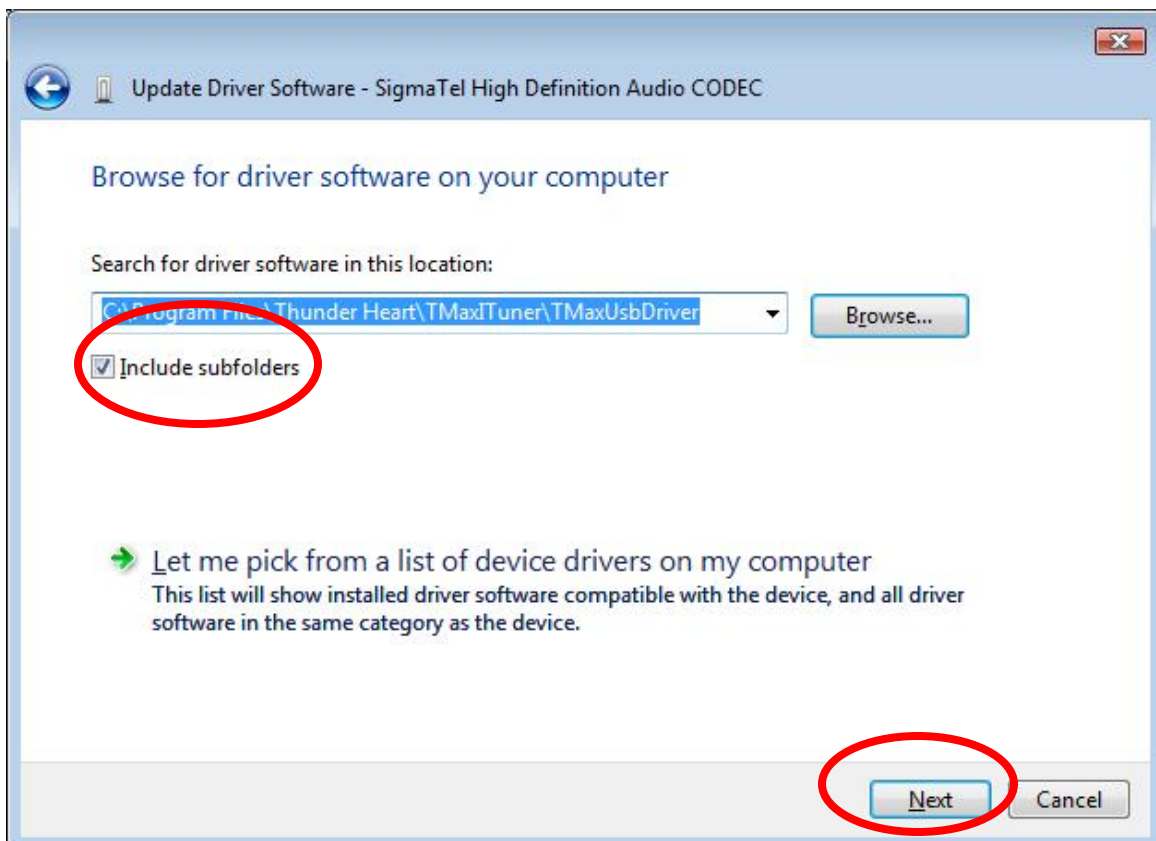 Update Driver Software - SigmaTel High Definition Audio CODEC
Browse for driver software on your computer
Search for driver software in this location:
C:\Program Files\Thunder Heart\TMaxITuner\TMaxUsbDriver
Browse...
Include subfolders
Let me pick from a list of device drivers on my computer
This list will show installed driver software compatible with the device, and all driver
software in the same category as the device.
Next
Cancel